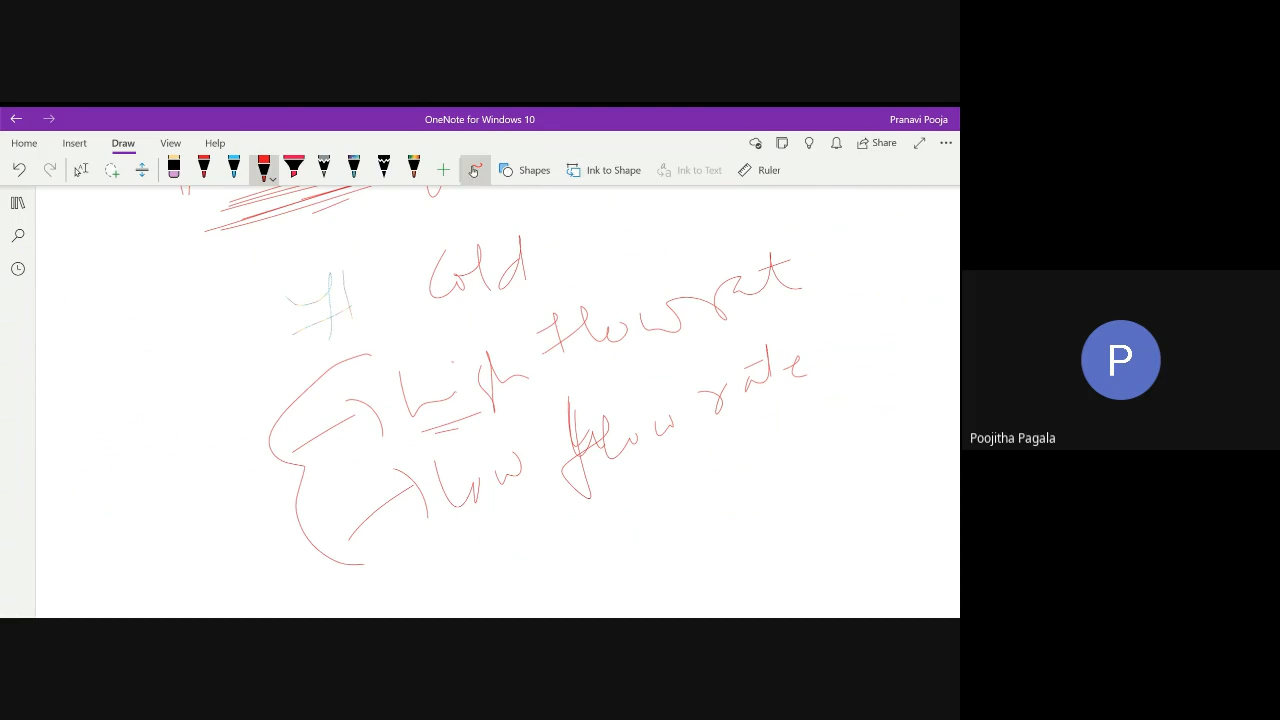 OneNote for Windows 10
Pranavi Pooja
Home Insert Draw View Help
Share
Shapes Ink to Shape Ink to Text Ruler
Cold
high flowrat
low flow rate
P
Poojitha Pagala